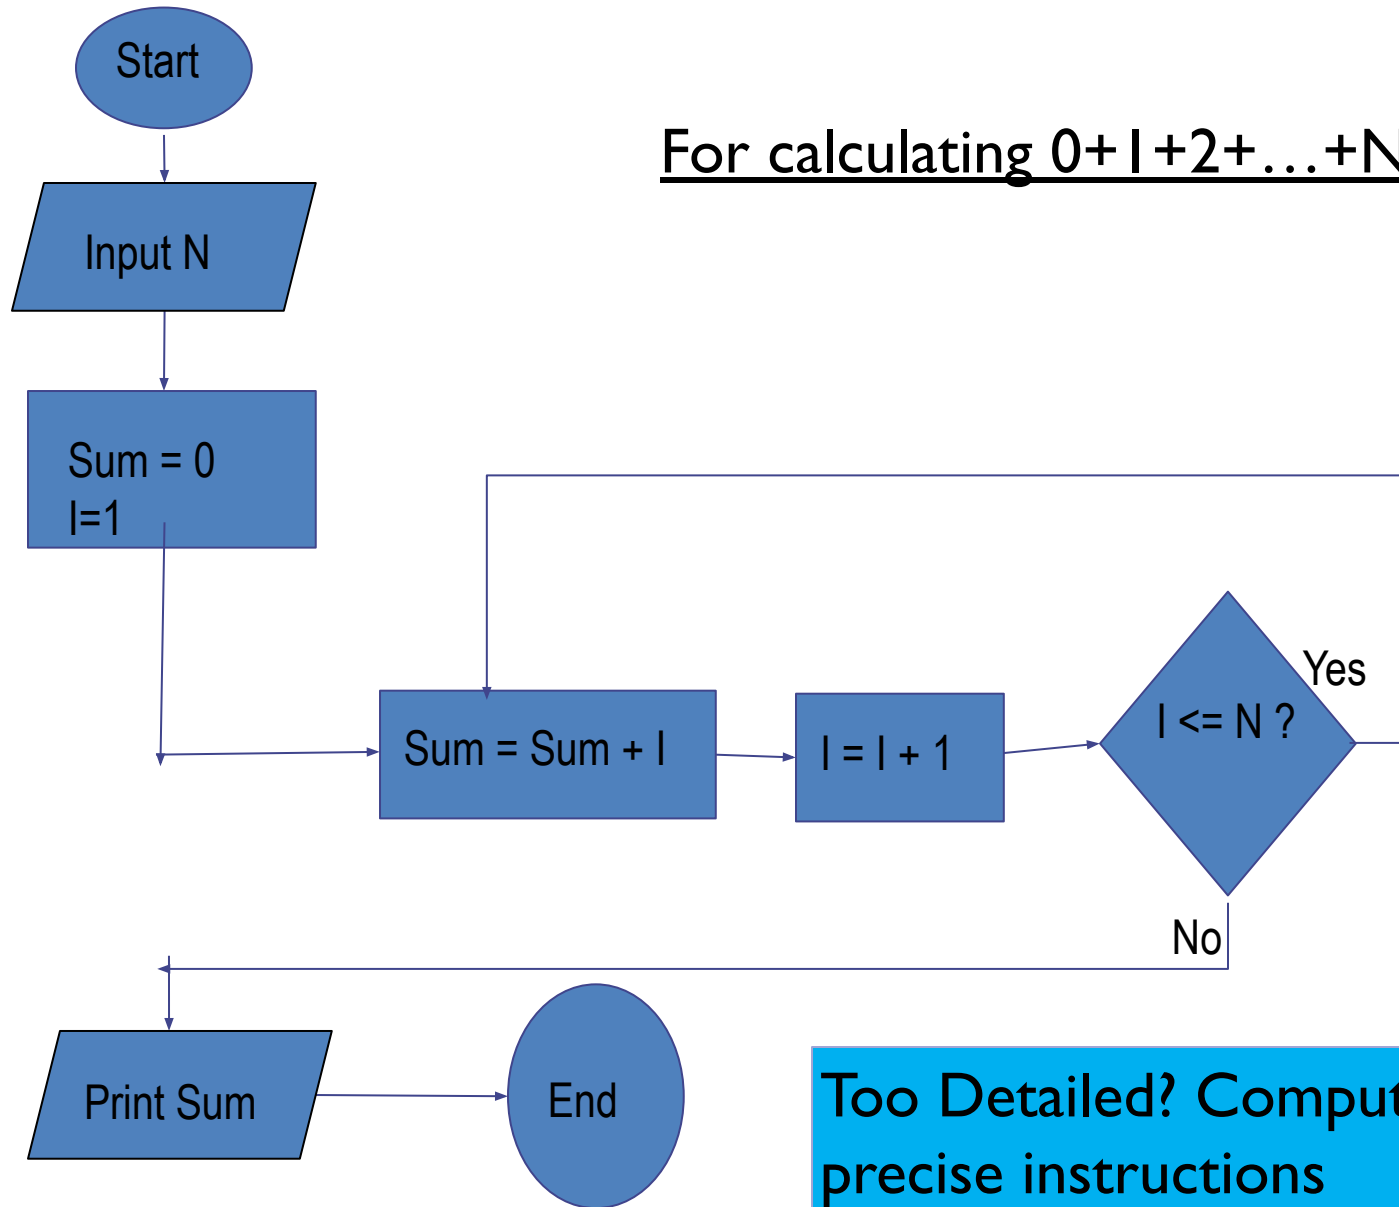 Start
For calculating 0+1+2+…+N
Input N
Sum = 0
I=1
Yes
I <= N ?
Sum = Sum + I
I = I + 1
No
Print Sum
End
Too Detailed? Comput
precise instructions